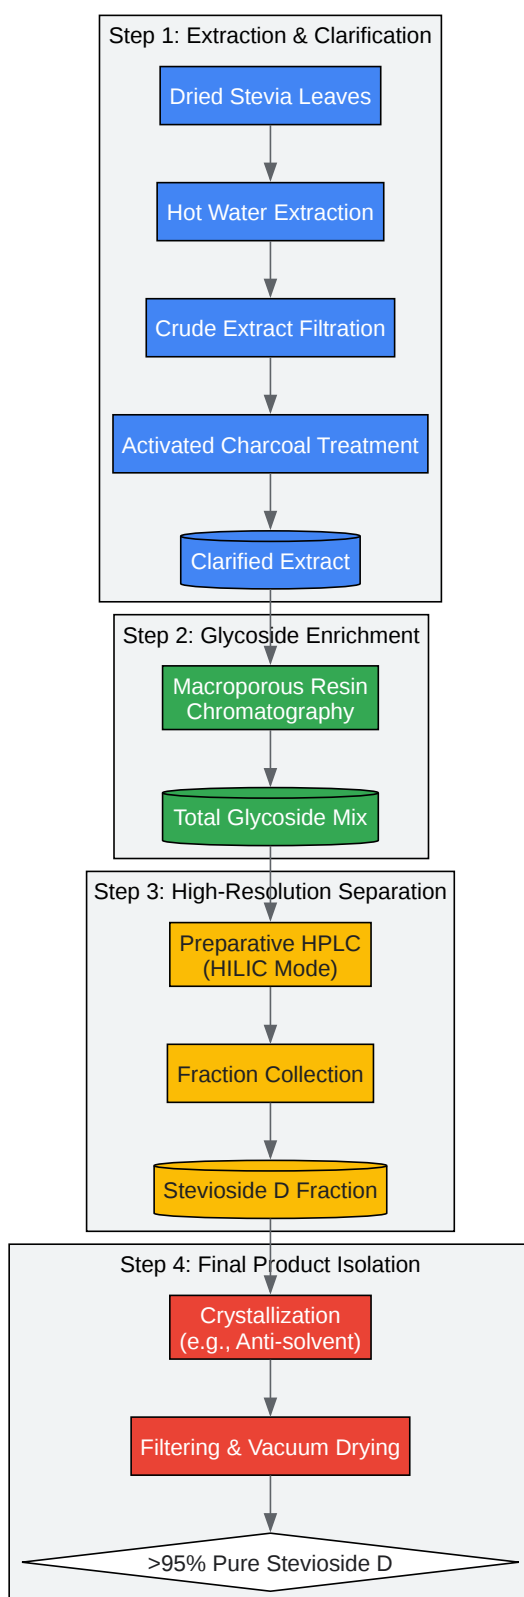 Step 1: Extraction & Clarification
Dried Stevia Leaves
Hot Water Extraction
Crude Extract Filtration
Activated Charcoal Treatment
Clarified Extract
Step 2: Glycoside Enrichment
Macroporous Resin
Chromatography
Total Glycoside Mix
Step 3: High-Resolution Separation
Preparative HPLC
(HILIC Mode)
Fraction Collection
Stevioside D Fraction
Step 4: Final Product Isolation
Crystallization
(e.g., Anti-solvent)
Filtering & Vacuum Drying
>95% Pure Stevioside D